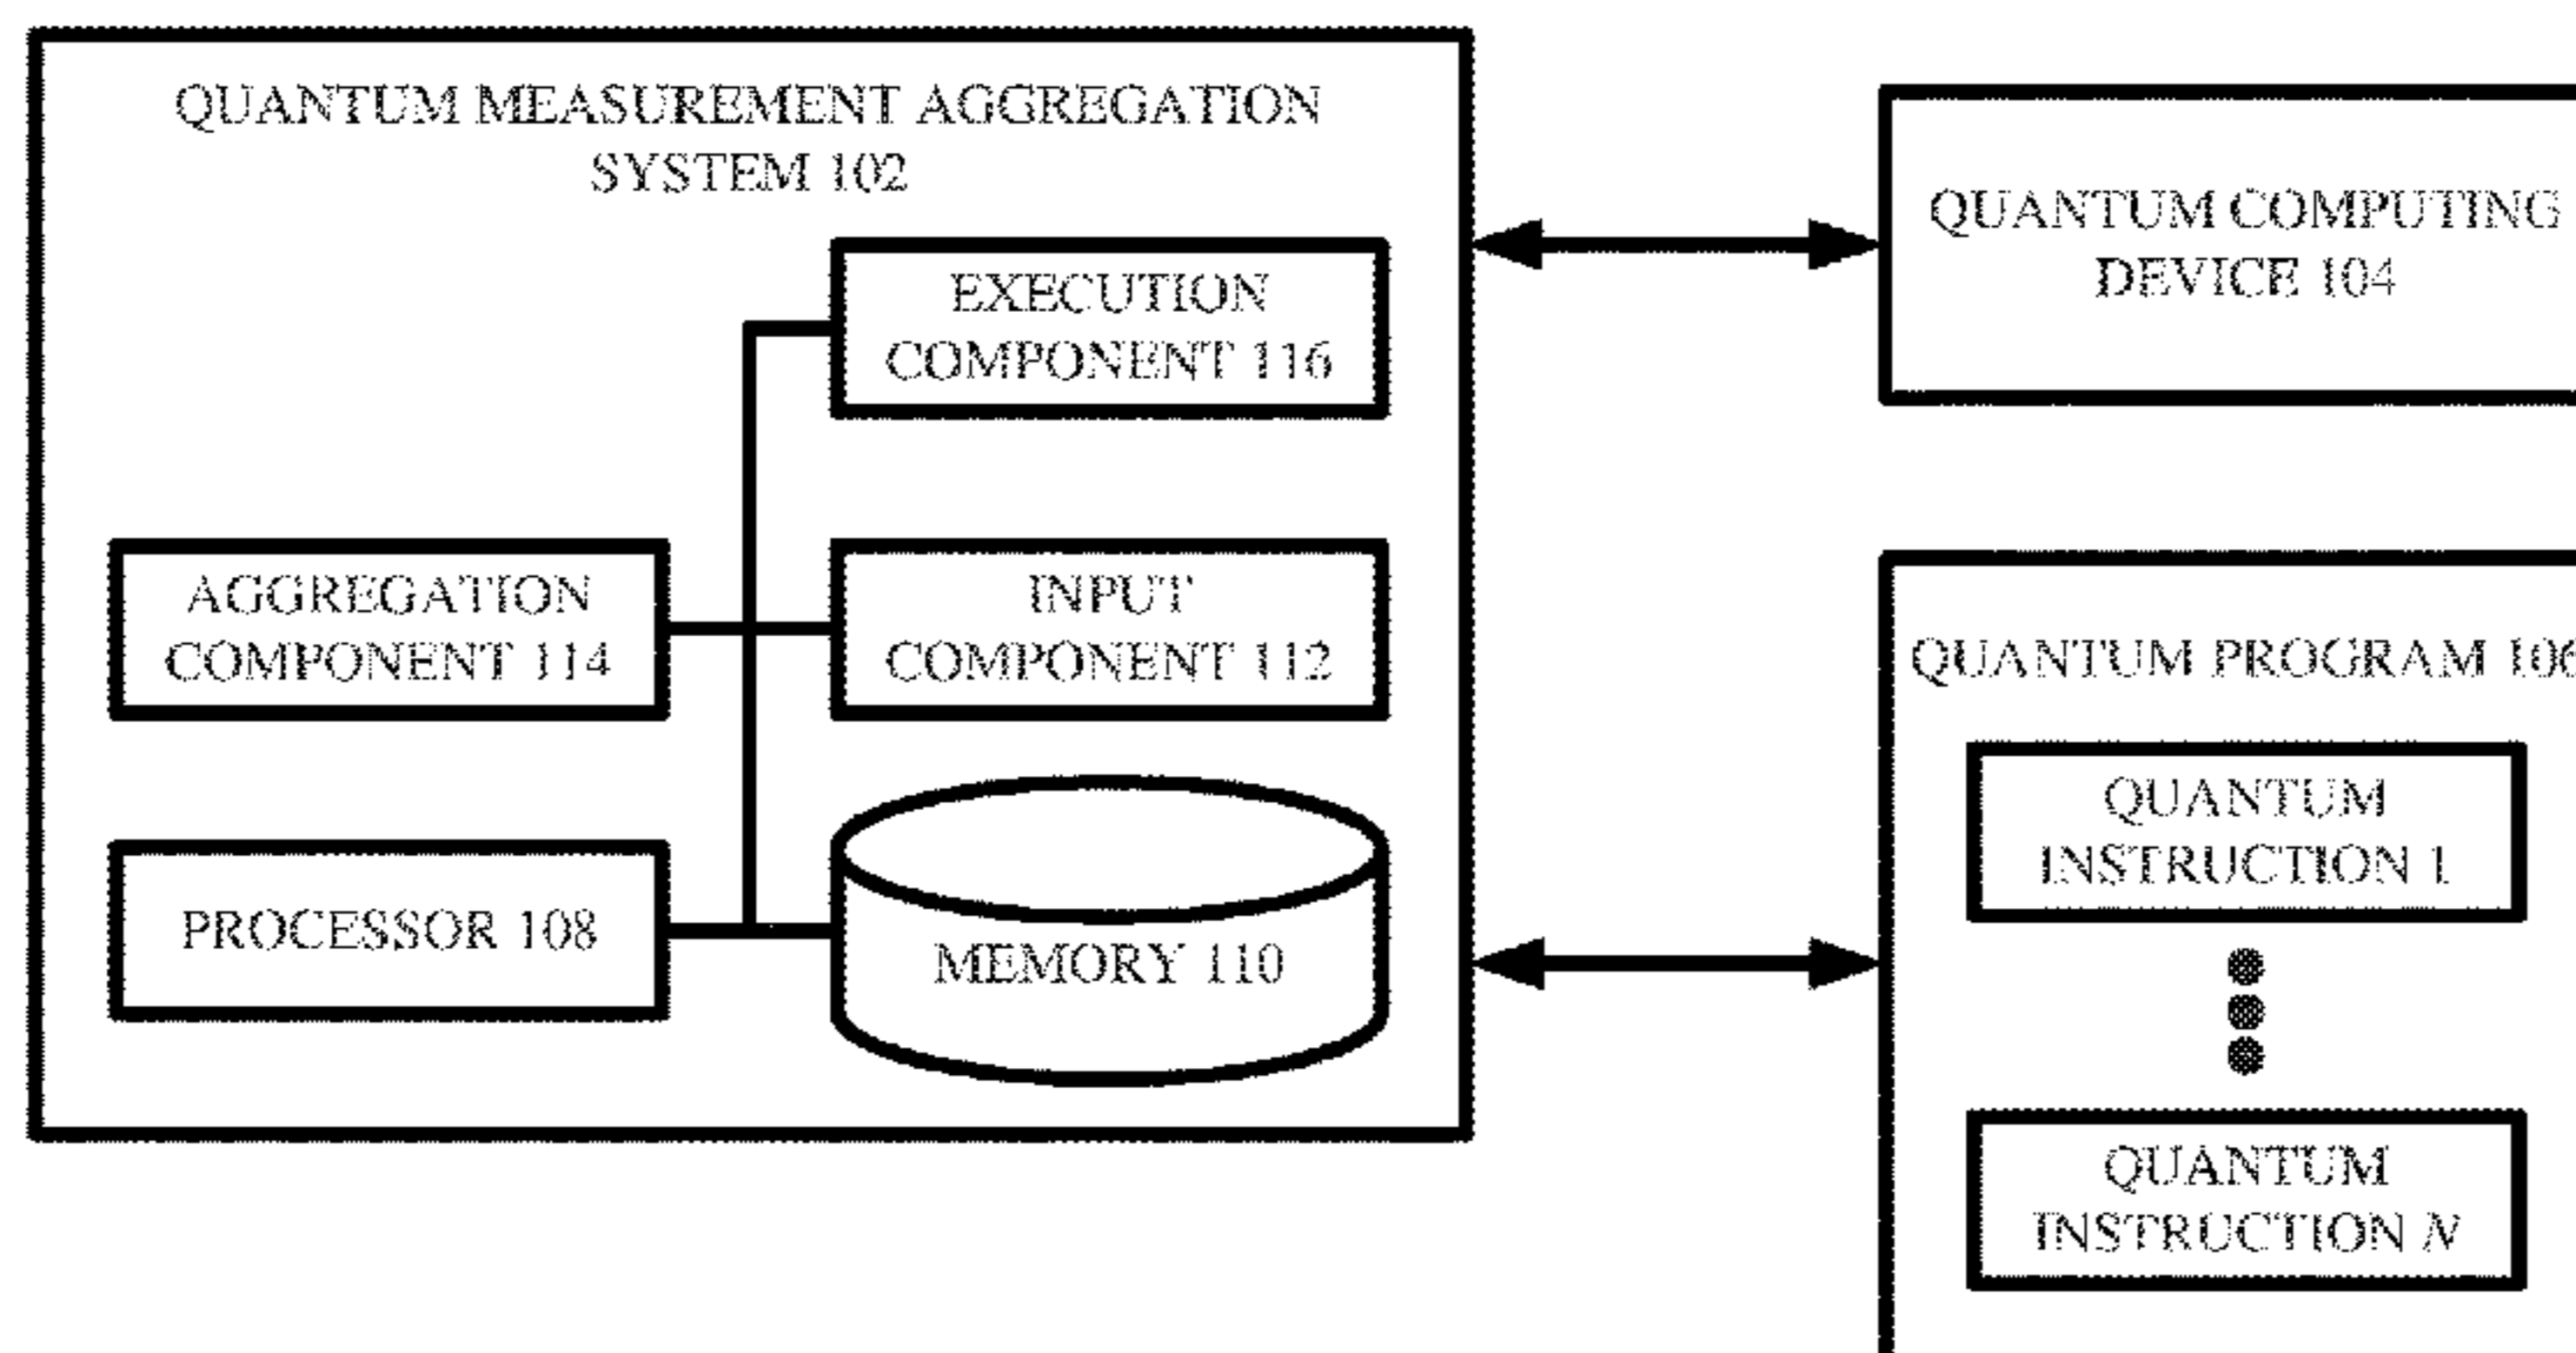 QUANTUM MEASUREMENT AGGREGATION
SYSTEM 102
EXECUTION
COMPONENT 116
AGGREGATION
COMPONENT 114
INPUT
COMPONENT 112
PROCESSOR 108
MEMORY 110
QUANTUM COMPUTING
DEVICE 104
QUANTUM PROGRAM 106
QUANTUM
INSTRUCTION 1
QUANTUM
INSTRUCTION N